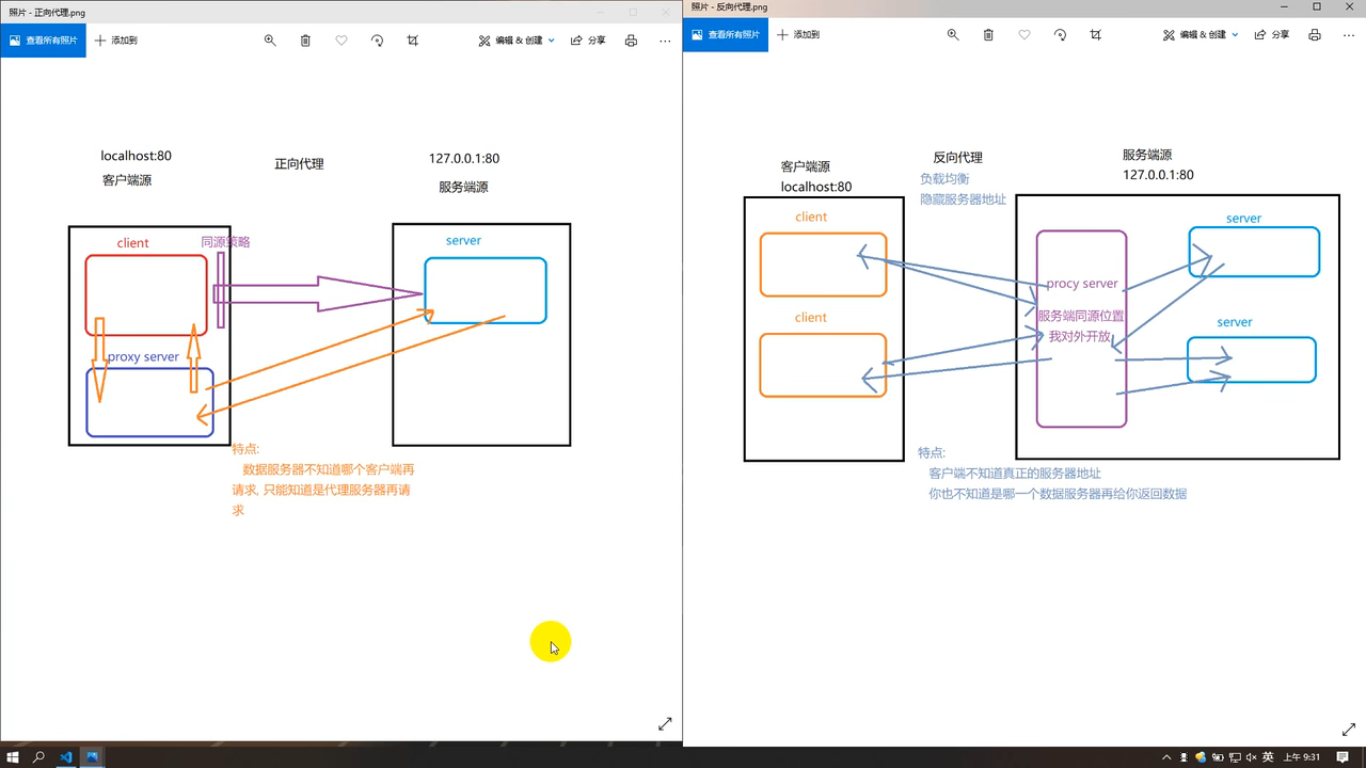 照片 - 正向代理.png
查看所有照片
添加到
编辑 & 创建
分享
localhost:80
客户端源
正向代理
127.0.0.1:80
服务端源
client
同源策略
server
proxy server
特点:
数据服务器不知道哪个客户端再
请求, 只能知道是代理服务器再请
求
照片 - 反向代理.png
查看所有照片
添加到
编辑 & 创建
分享
客户端源
localhost:80
反向代理
负载均衡
隐藏服务器地址
服务端源
127.0.0.1:80
client
client
procy server
服务端同源位置
我对外开放
server
server
特点:
客户端不知道真正的服务器地址
你也不知道是哪一个数据服务器再给你返回数据
英
上午 9:31